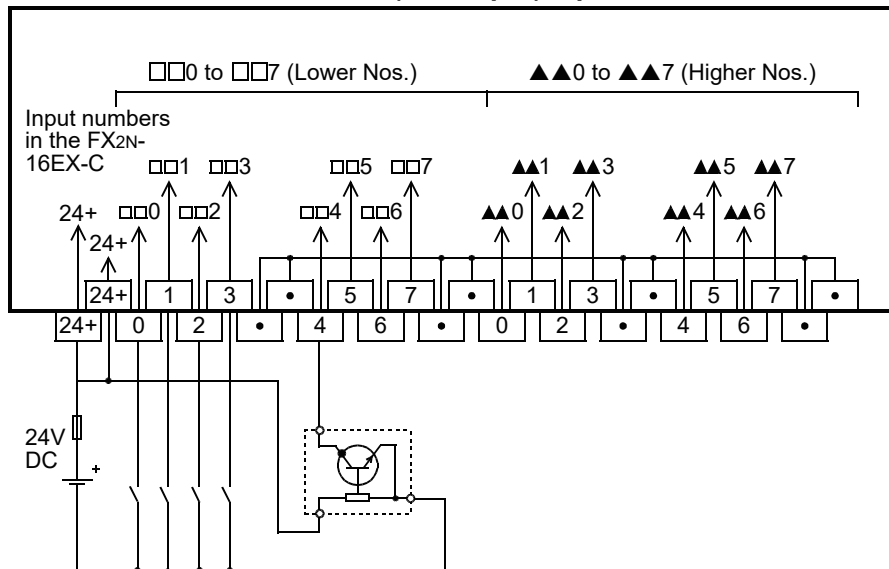 □□0 to □□7 (Lower Nos.)
▲▲0 to ▲▲7 (Higher Nos.)
Input numbers
in the FX2N-
16EX-C
□□1 □□3 □□5 □□7 ▲▲1 ▲▲3 ▲▲5 ▲▲7
24+ □□0 □□2 □□4 □□6 ▲▲0 ▲▲2 ▲▲4 ▲▲6
24+
24+ 1 3 • 5 7 • 1 3 • 5 7 •
24+ 0 2 • 4 6 • 0 2 • 4 6 •
24V
DC
+